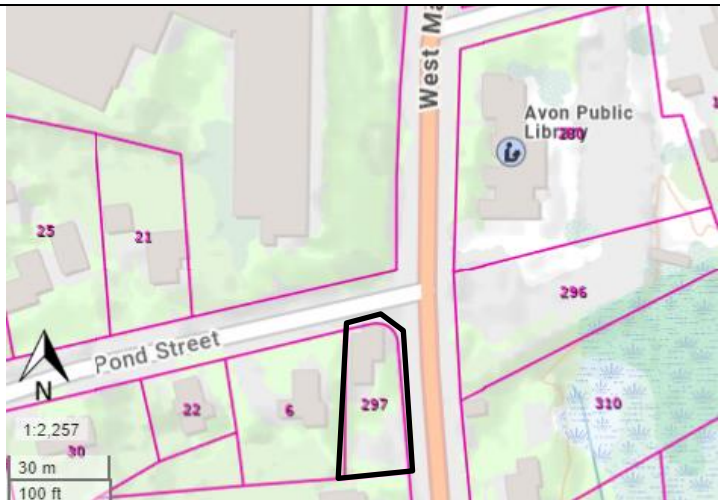 West Ma
Avon Public
Library
280
1
25
21
296
Pond Street
N
22
6
297
310
1:2,257
30
30 m
100 ft